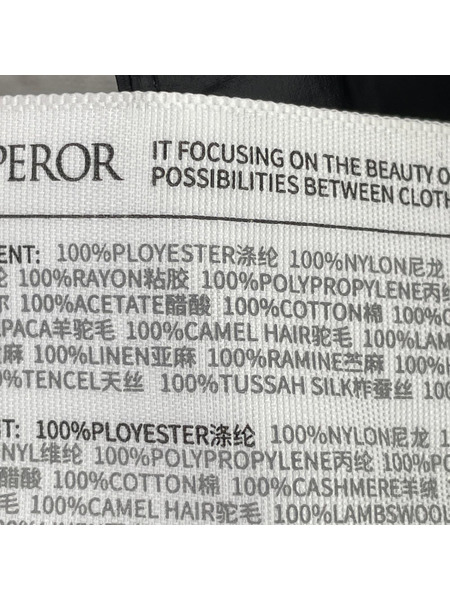 PEROR
IT FOCUSING ON THE BEAUTY O
POSSIBILITIES BETWEEN CLOTH
ENT: 100%PLOYESTER涤纶 100%NYLON尼龙
100%RAYON粘胶 100%POLYPROPYLENE丙纶
100%ACETATE醋酸 100%COTTON棉 100%C
PACA羊驼毛 100%CAMEL HAIR驼毛 100%LAM
麻 100%LINEN亚麻 100%RAMINE苎麻 100%
0%TENCEL天丝 100%TUSSAH SILK柞蚕丝 100
NT: 100%PLOYESTER涤纶 100%NYLON尼龙 1
NYL维纶 100%POLYPROPYLENE丙纶 100%
醋酸 100%COTTON棉 100%CASHMERE羊绒
毛 100%CAMEL HAIR驼毛 100%LAMBSWOOL